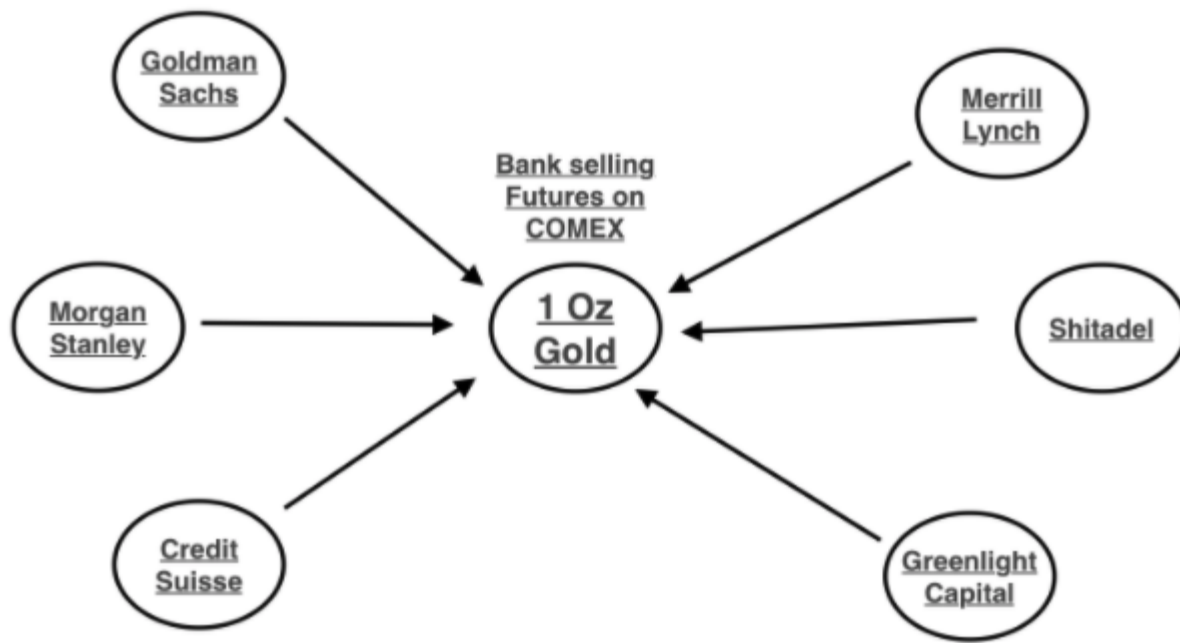 Goldman
Sachs
Merrill
Lynch
Bank selling
Futures on
COMEX
Morgan
Stanley
1 Oz
Gold
Shitadel
Credit
Suisse
Greenlight
Capital